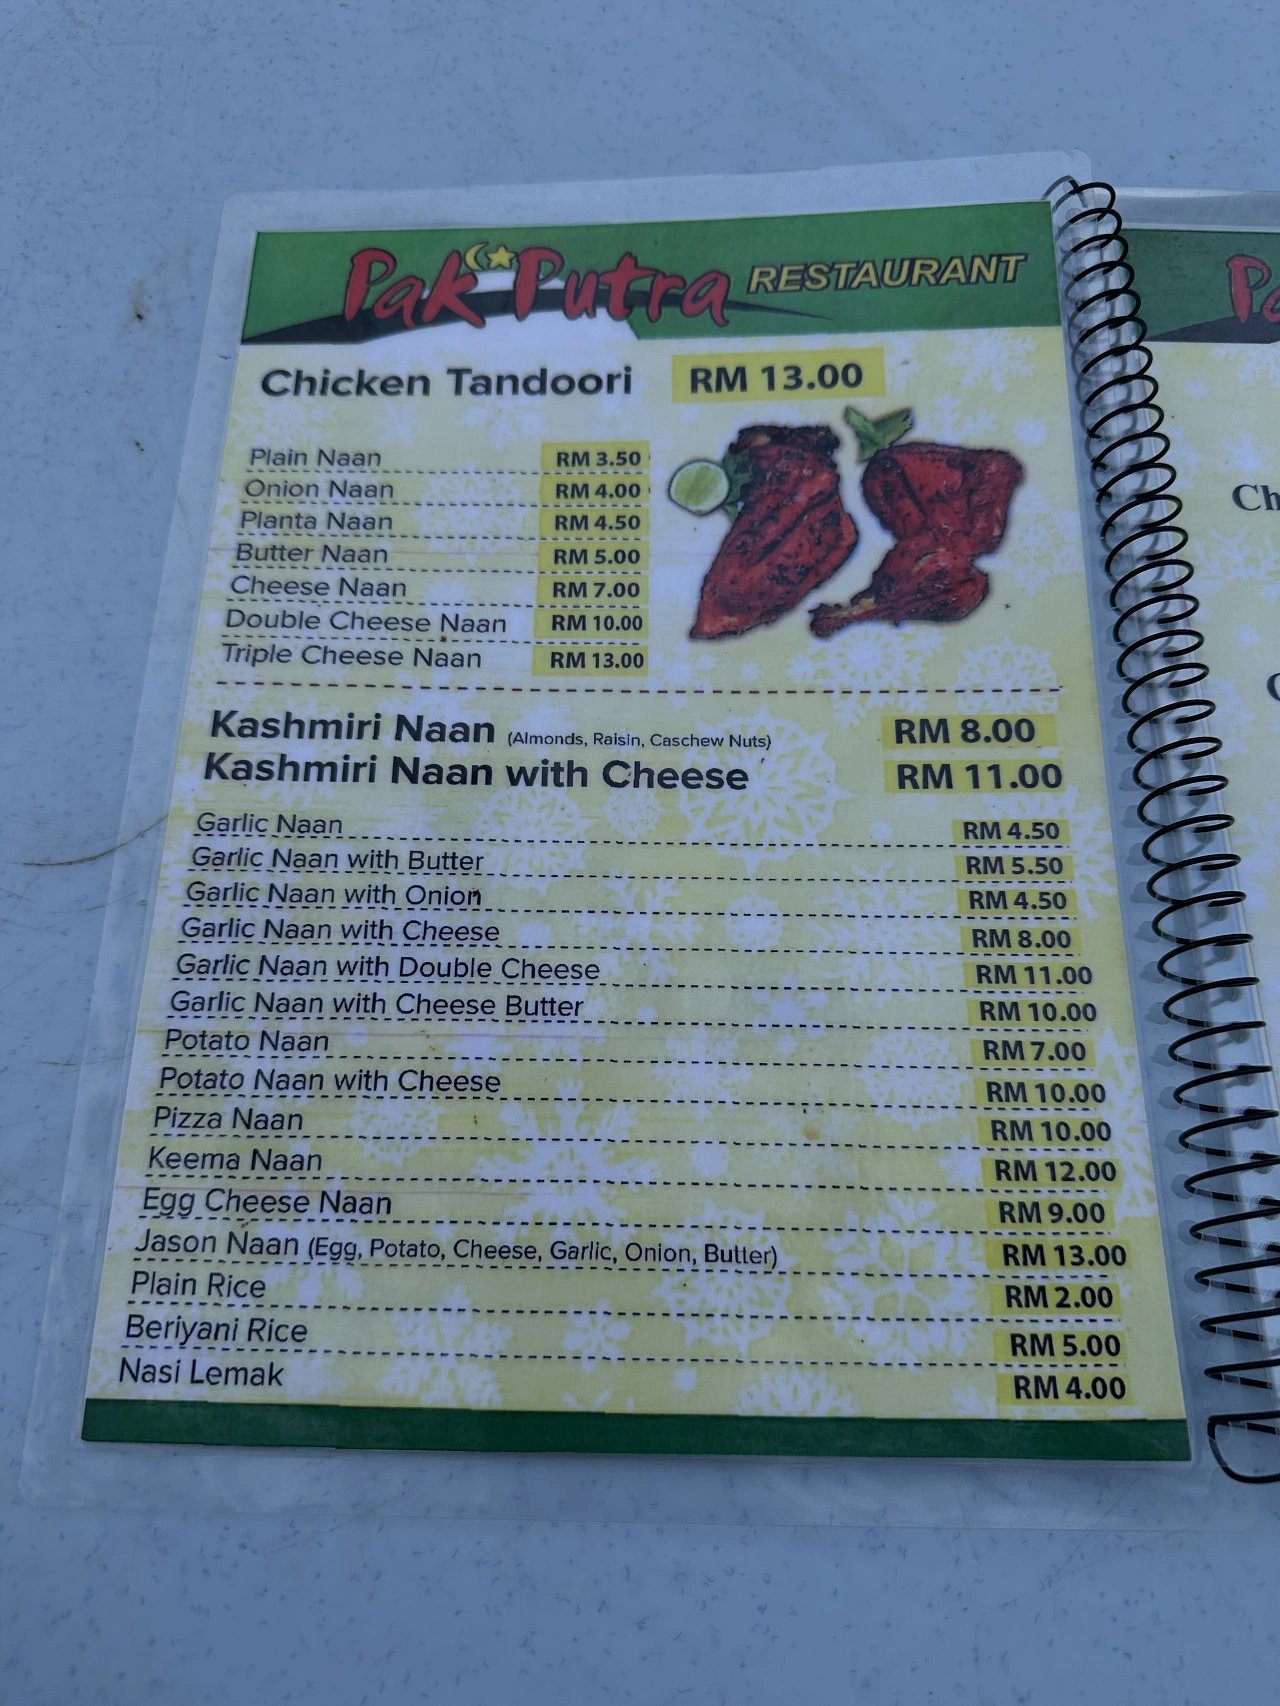 Pak Putra RESTAURANT
Chicken Tandoori RM 13.00
Plain Naan RM 3.50
Onion Naan RM 4.00
Planta Naan RM 4.50
Butter Naan RM 5.00
Cheese Naan RM 7.00
Double Cheese Naan RM 10.00
Triple Cheese Naan RM 13.00
Kashmiri Naan (Almonds, Raisin, Caschew Nuts) RM 8.00
Kashmiri Naan with Cheese RM 11.00
Garlic Naan RM 4.50
Garlic Naan with Butter RM 5.50
Garlic Naan with Onion RM 4.50
Garlic Naan with Cheese RM 8.00
Garlic Naan with Double Cheese RM 11.00
Garlic Naan with Cheese Butter RM 10.00
Potato Naan RM 7.00
Potato Naan with Cheese RM 10.00
Pizza Naan RM 10.00
Keema Naan RM 12.00
Egg Cheese Naan RM 9.00
Jason Naan (Egg, Potato, Cheese, Garlic, Onion, Butter) RM 13.00
Plain Rice RM 2.00
Beriyani Rice RM 5.00
Nasi Lemak RM 4.00